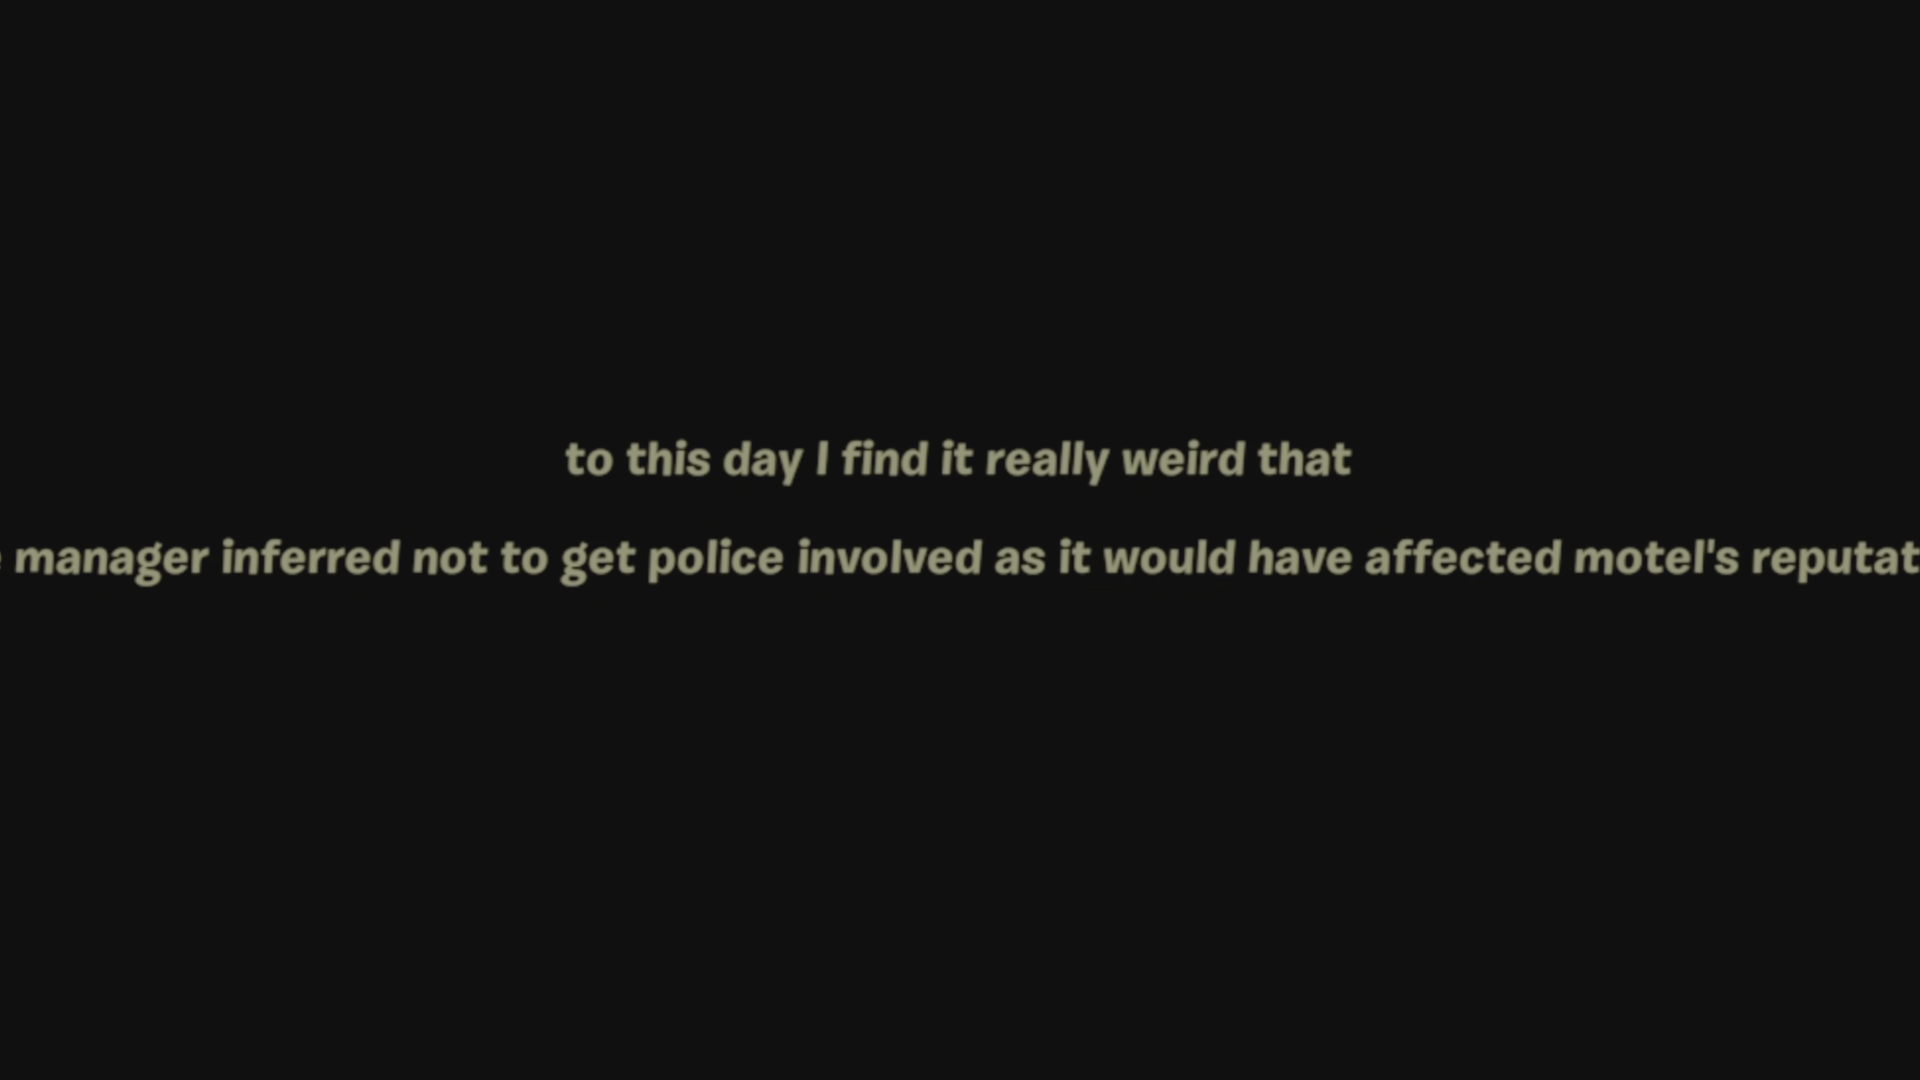 to this day I find it really weird that
manager inferred not to get police involved as it would have affected motel's reputat